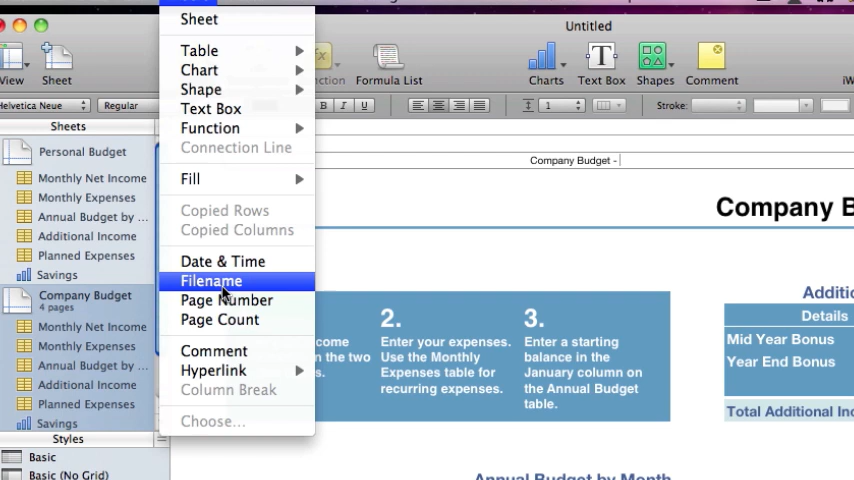 Sheet
Table
Chart
Shape
Text Box
Function
Connection Line
Fill
Copied Rows
Copied Columns
Date & Time
Filename
Page Number
Page Count
Comment
Hyperlink
Column Break
Choose...
Untitled
View
Sheet
Formula List
Charts
Text Box
Shapes
Comment
Regular
B I U
1
Stroke:
Sheets
Personal Budget
Monthly Net Income
Monthly Expenses
Annual Budget by ...
Additional Income
Planned Expenses
Savings
Company Budget
4 pages
Monthly Net Income
Monthly Expenses
Annual Budget by ...
Additional Income
Planned Expenses
Savings
Styles
Basic
Basic (No Grid)
Company Budget -
Company B
2.
Enter your expenses.
Use the Monthly
Expenses table for
recurring expenses.
3.
Enter a starting
balance in the
January column on
the Annual Budget
table.
Details
Mid Year Bonus
Year End Bonus
Total Additional
Annual Budget by Month